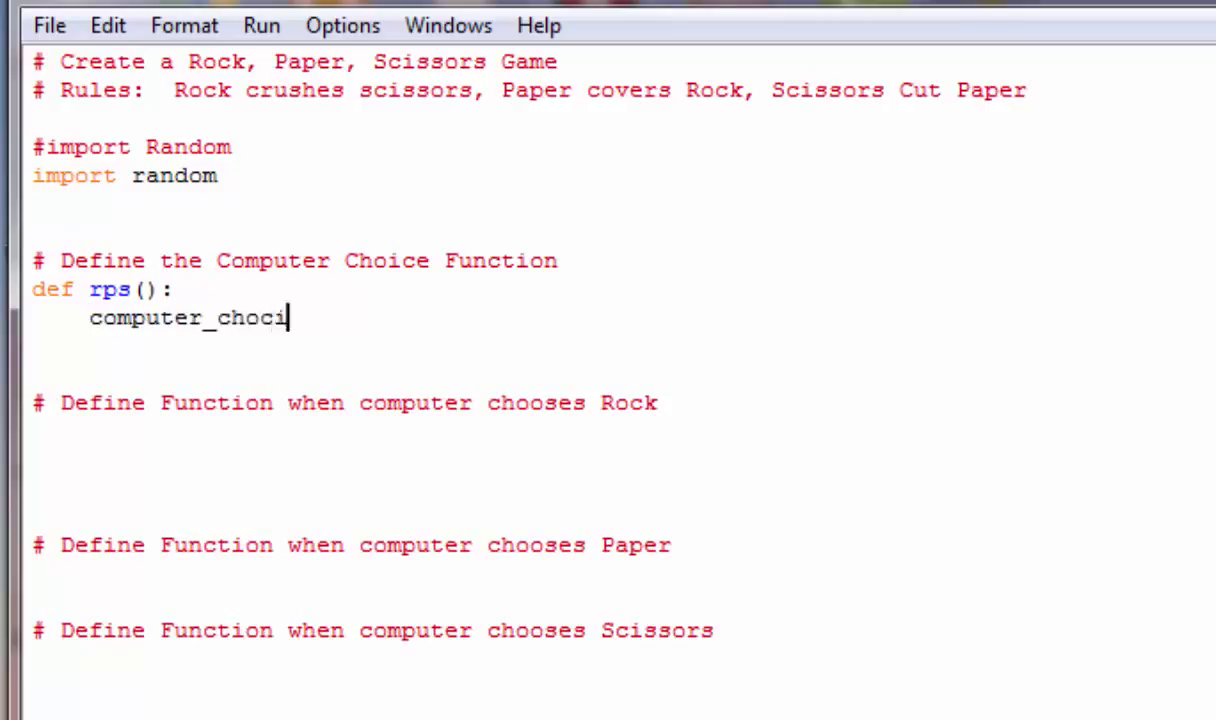 File Edit Format Run Options Windows Help
# Create a Rock, Paper, Scissors Game
# Rules:  Rock crushes scissors, Paper covers Rock, Scissors Cut Paper
#import Random
import random
# Define the Computer Choice Function
def rps():
    computer_choci
# Define Function when computer chooses Rock
# Define Function when computer chooses Paper
# Define Function when computer chooses Scissors